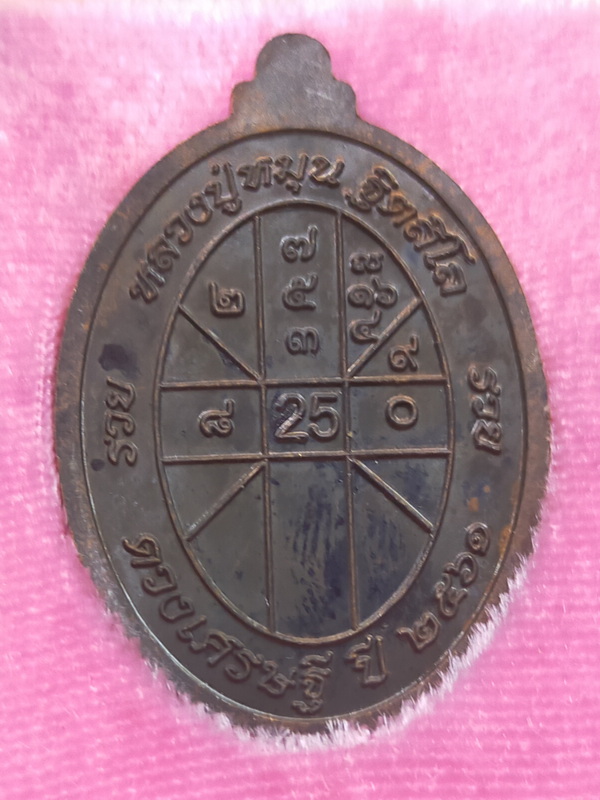 หลวงปู่หมุน ฐิตสีโล
รวย
รวย
ดวงเศรษฐี ปี ๒๕๖๑
๒
๗
๕
๓
๔
๙
๘
25
๐